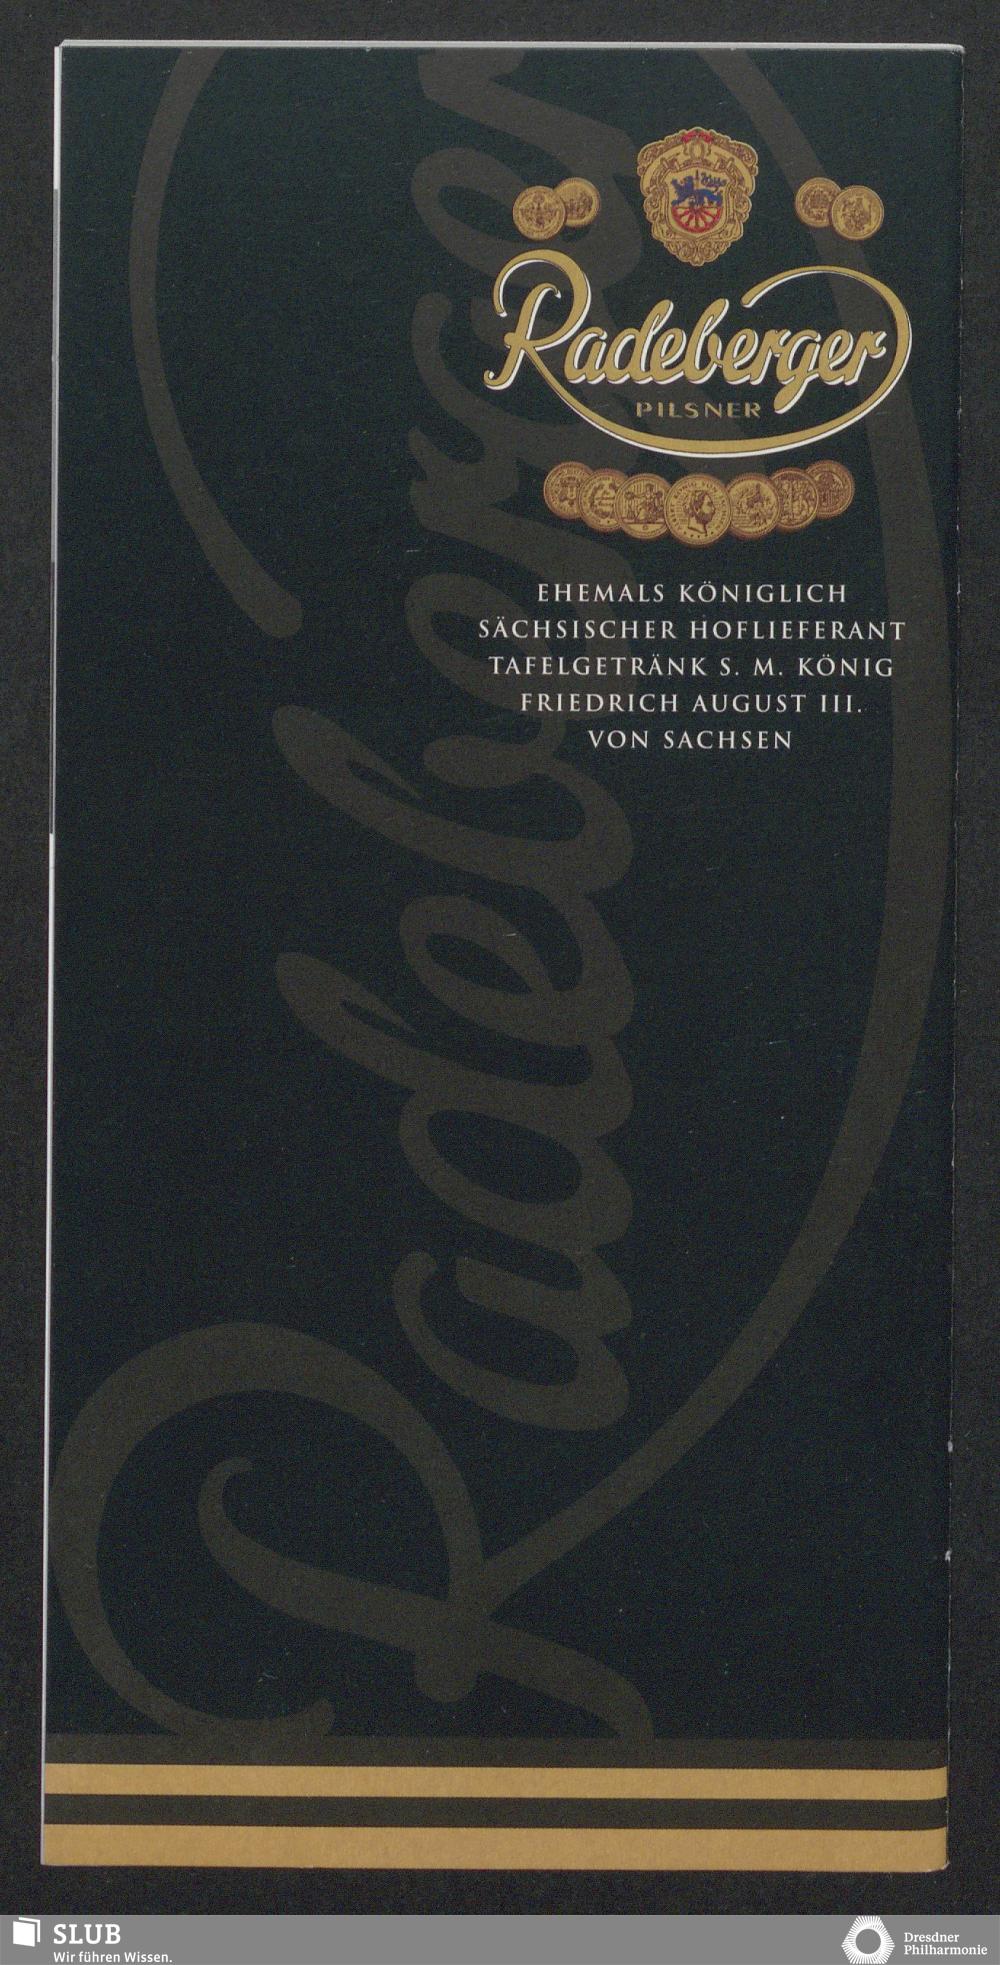 Radeberger
PILSNER
EHEMALS KÖNIGLICH
SÄCHSISCHER HOFLIEFERANT
TAFELGETRÄNK S. M. KÖNIG
FRIEDRICH AUGUST III.
VON SACHSEN
Radeberger
SLUB
Wir führen Wissen.
Dresdner
Philharmonie